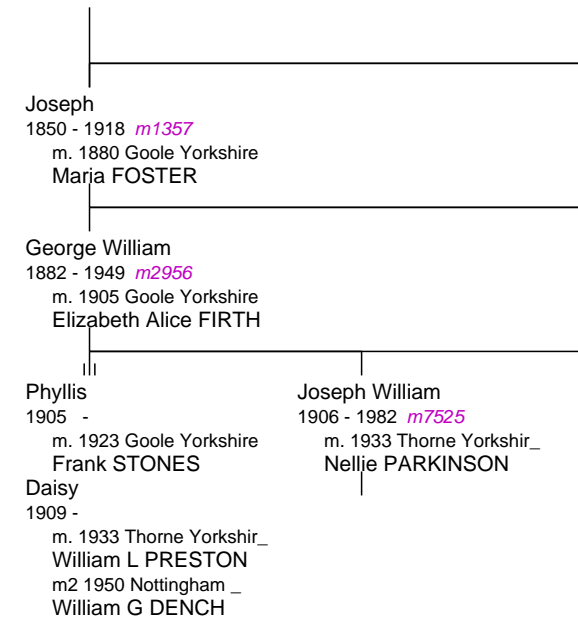 Joseph
1850 - 1918 m1357
m. 1880 Goole Yorkshire
Maria FOSTER
George William
1882 - 1949 m2956
m. 1905 Goole Yorkshire
Elizabeth Alice FIRTH
Phyllis
1905 -
m. 1923 Goole Yorkshire
Frank STONES
Daisy
1909 -
m. 1933 Thorne Yorkshir_
William L PRESTON
m2 1950 Nottingham _
William G DENCH
Joseph William
1906 - 1982 m7525
m. 1933 Thorne Yorkshir_
Nellie PARKINSON